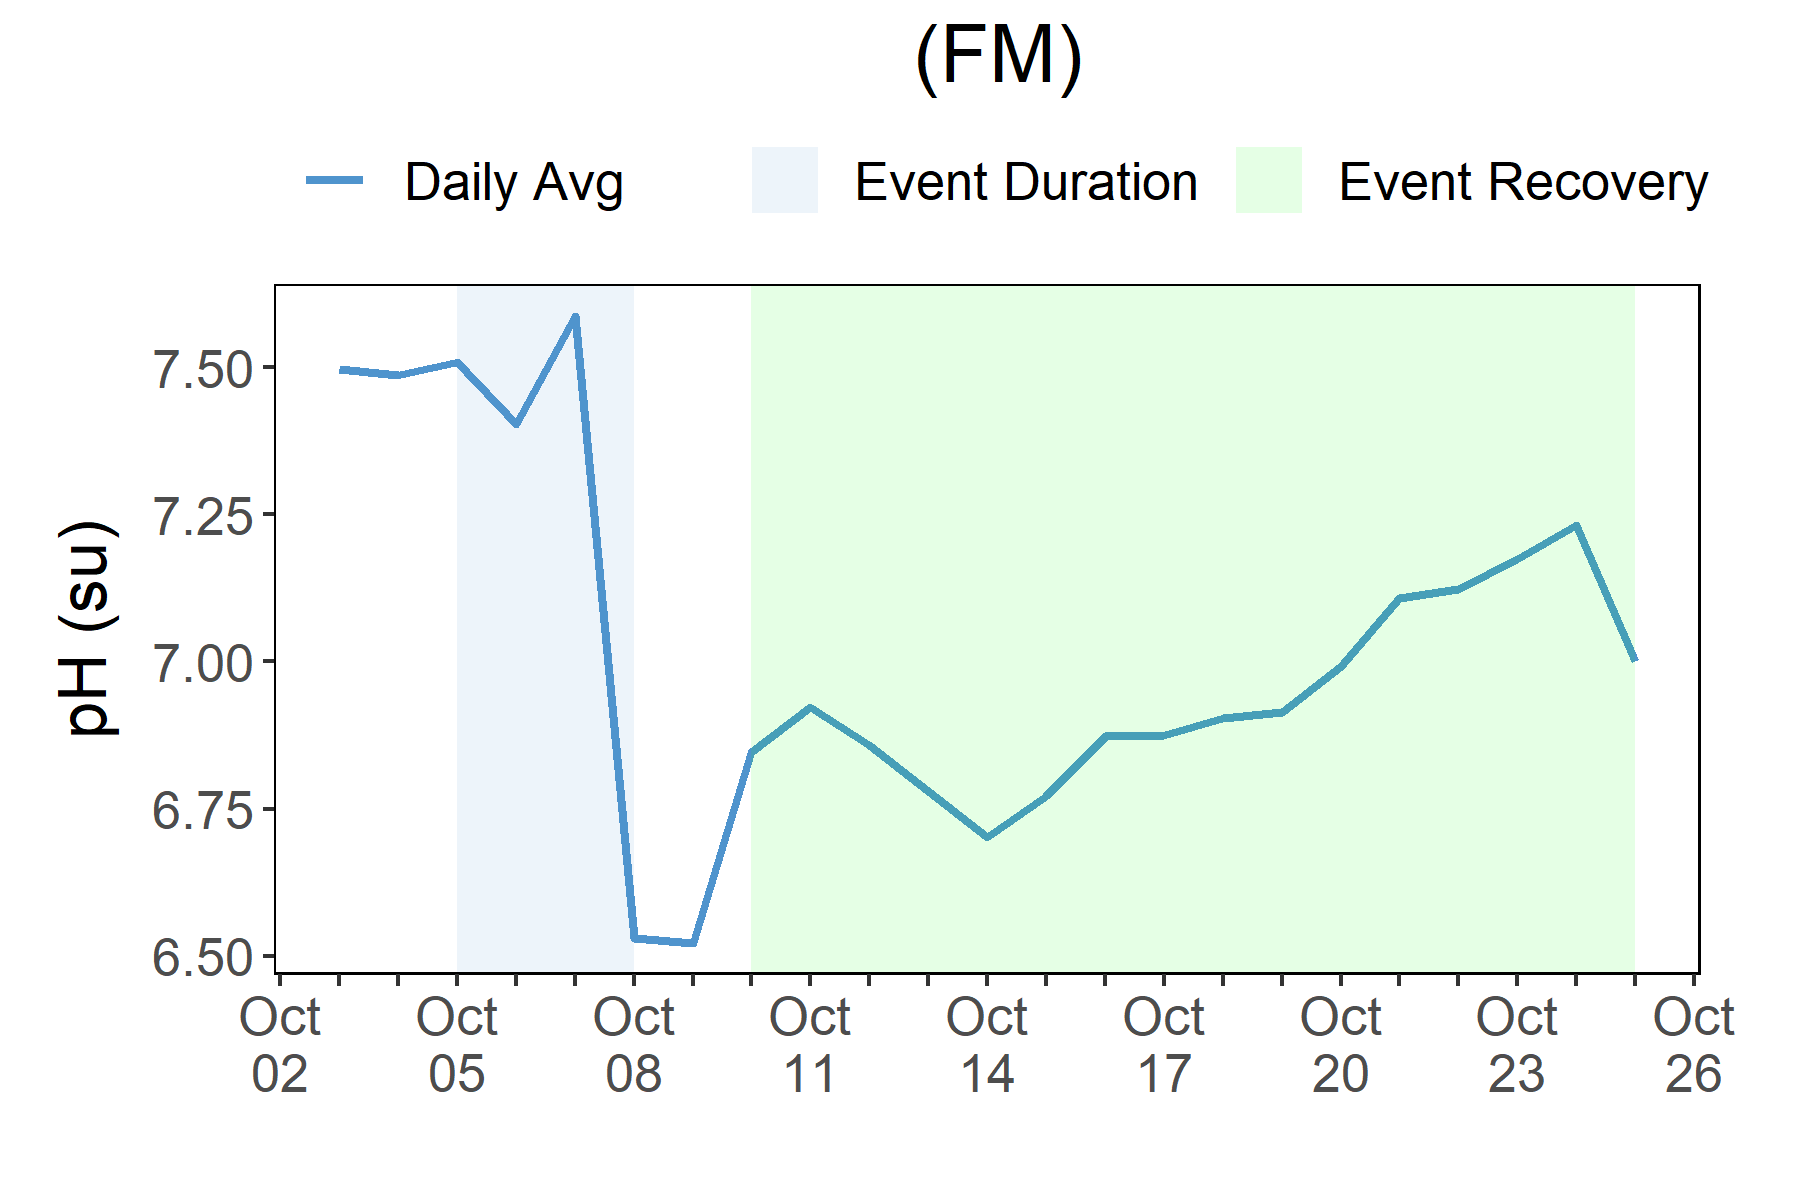 (FM)
Daily Avg Event Duration Event Recovery
pH (su)
7.50
7.25
7.00
6.75
6.50
Oct Oct Oct Oct Oct Oct Oct Oct Oct
02 05 08 11 14 17 20 23 26